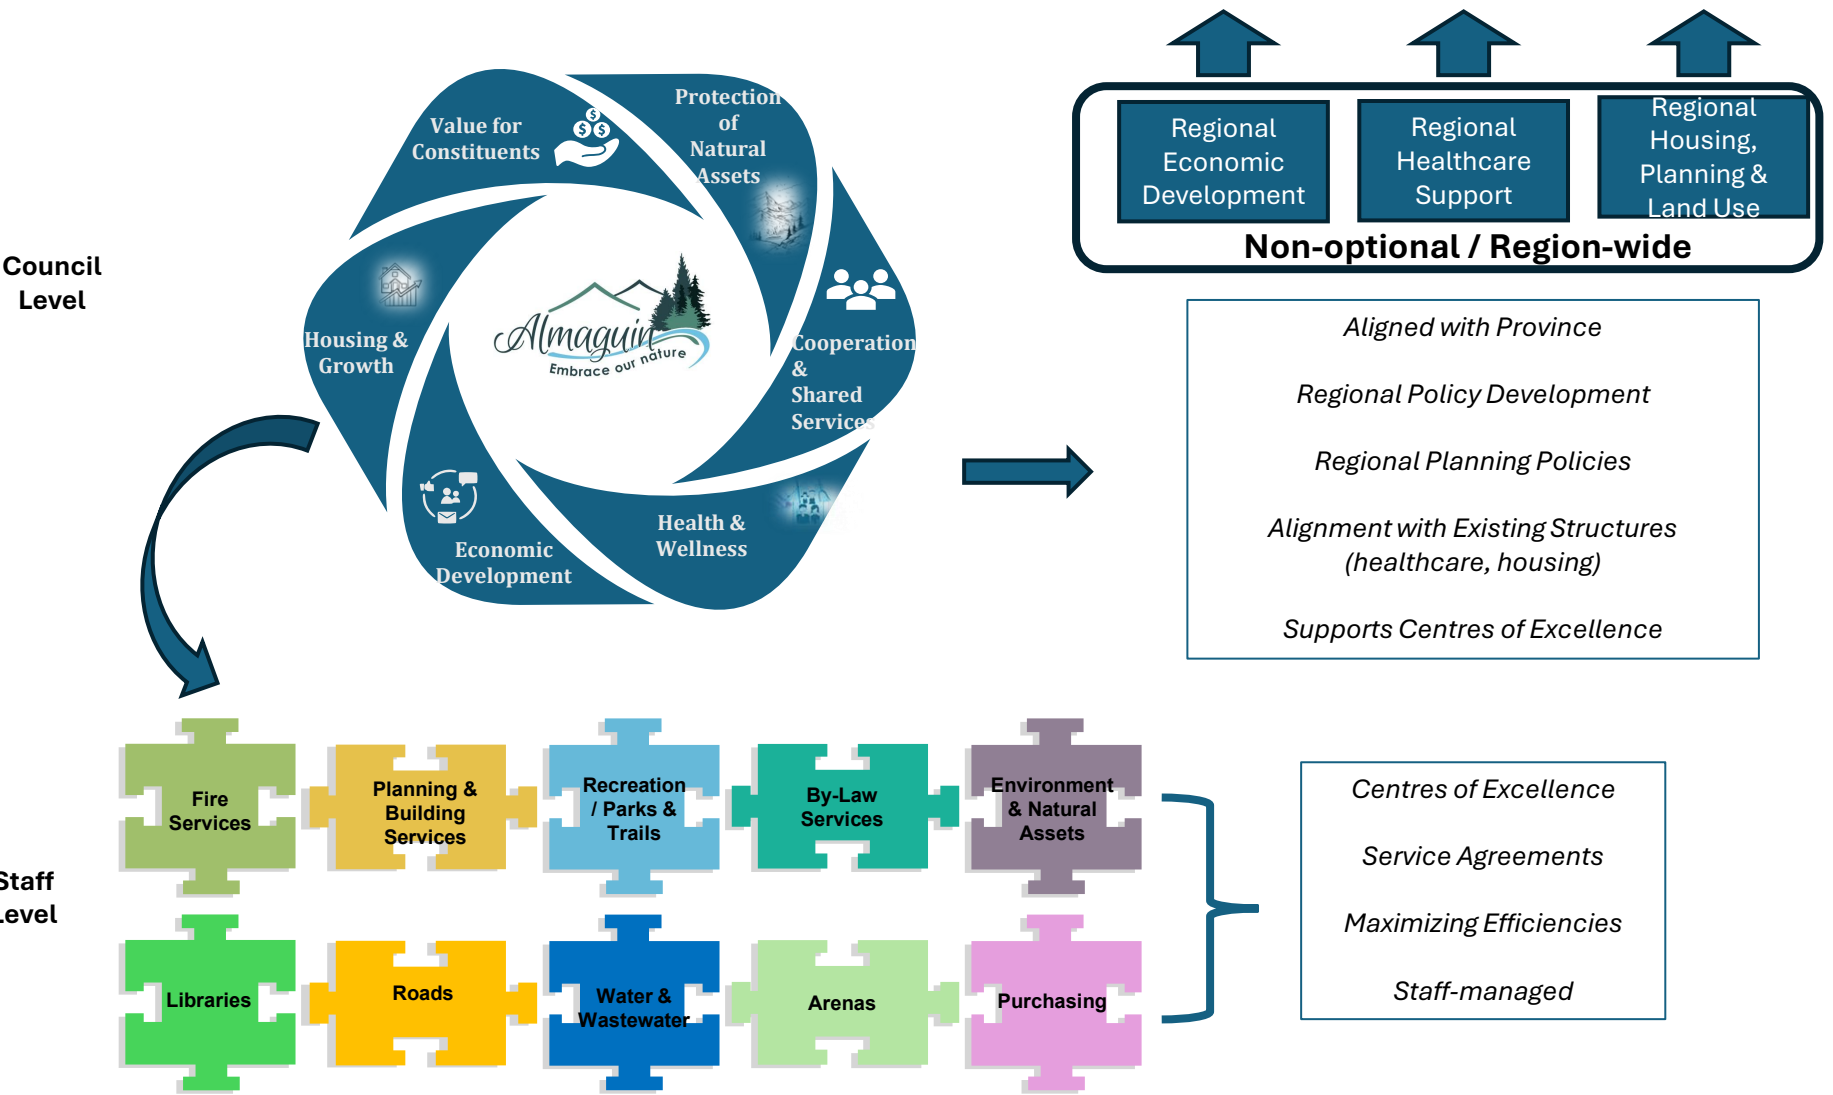 Council
Level
Value for
Constituents
Protection
of
Natural
Assets
Cooperation
&
Shared
Services
Health &
Wellness
Economic
Development
Housing &
Growth
Almaguin
Embrace our nature
Regional
Economic
Development
Regional
Healthcare
Support
Regional
Housing,
Planning &
Land Use
Non-optional / Region-wide
Aligned with Province
Regional Policy Development
Regional Planning Policies
Alignment with Existing Structures
(healthcare, housing)
Supports Centres of Excellence
Staff
Level
Fire
Services
Planning &
Building
Services
Recreation
/ Parks &
Trails
By-Law
Services
Environment
& Natural
Assets
Libraries
Roads
Water &
Wastewater
Arenas
Purchasing
Centres of Excellence
Service Agreements
Maximizing Efficiencies
Staff-managed